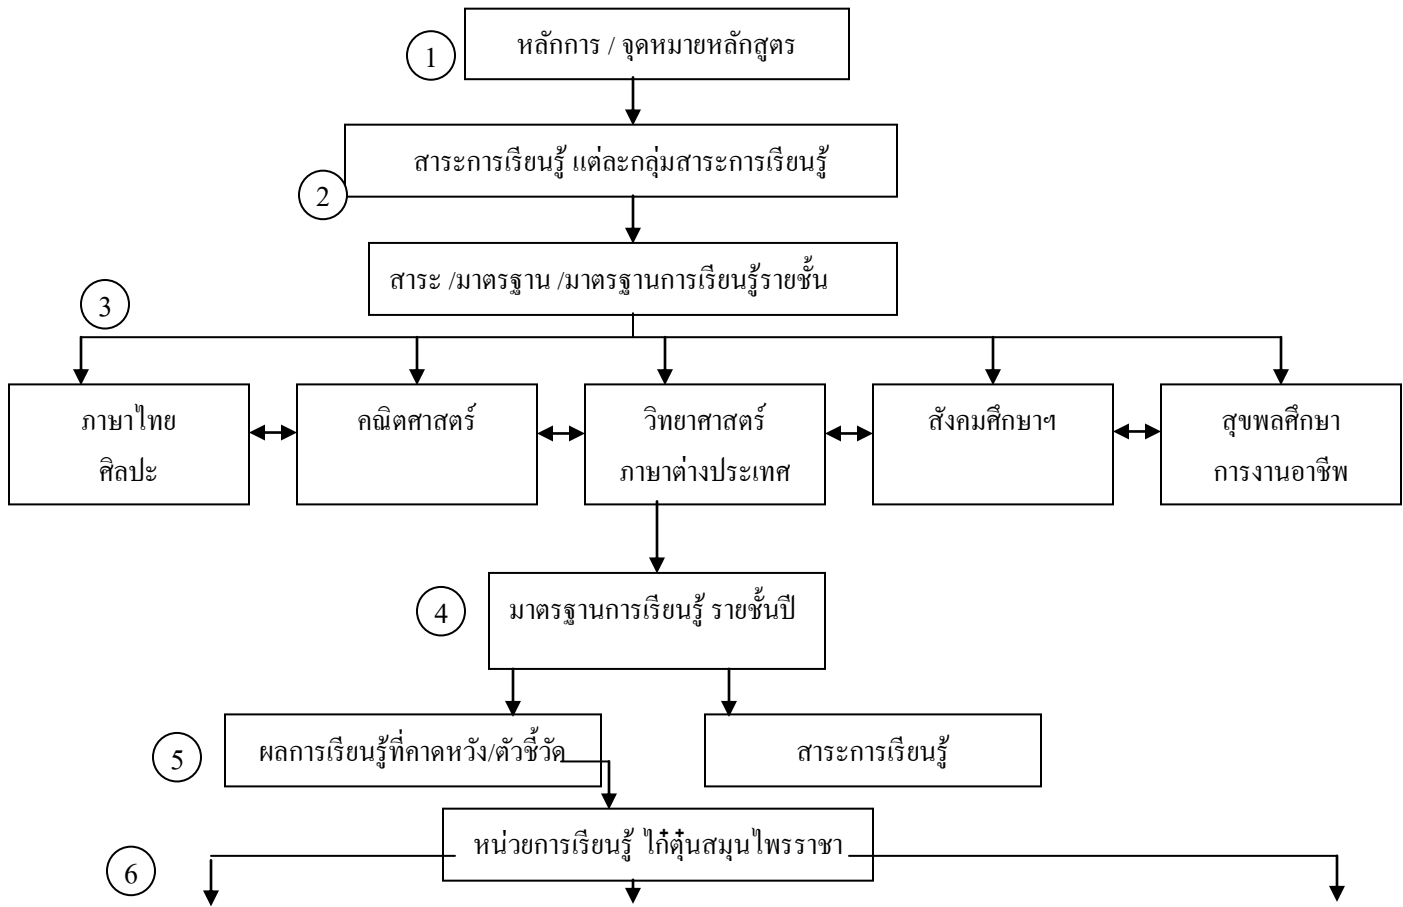 1
หลักการ / จุดหมายหลักสูตร
สาระการเรียนรู้ แต่ละกลุ่มสาระการเรียนรู้
2
สาระ /มาตรฐาน /มาตรฐานการเรียนรู้รายชั้น
3
ภาษาไทย
ศิลปะ
คณิตศาสตร์
วิทยาศาสตร์
ภาษาต่างประเทศ
สังคมศึกษาฯ
สุขพลศึกษา
การงานอาชีพ
4
มาตรฐานการเรียนรู้ รายชั้นปี
5
ผลการเรียนรู้ที่คาดหวัง/ตัวชี้วัด
สาระการเรียนรู้
หน่วยการเรียนรู้ ไก๋ตุ๋นสมุนไพรราชา
6